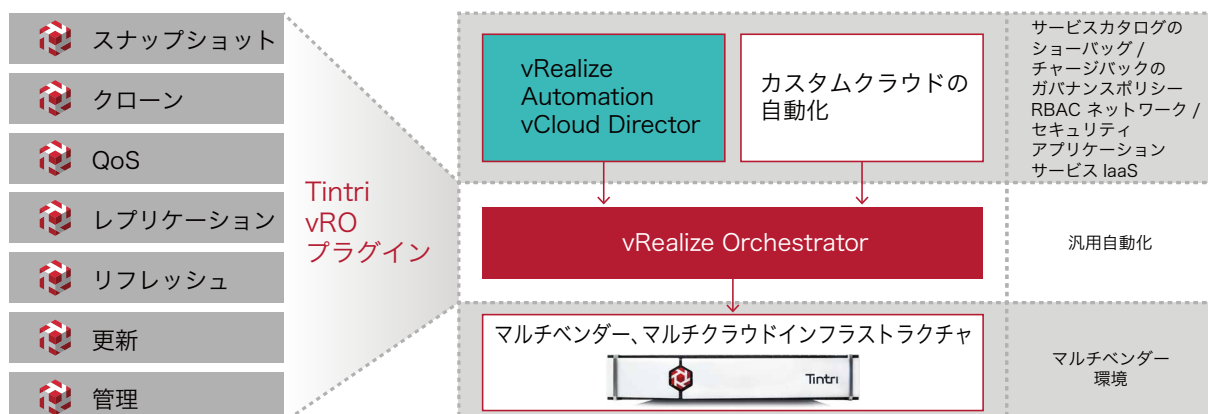 スナップショット
クローン
QoS
レプリケーション
リフレッシュ
更新
管理
Tintri
vRO
プラグイン
vRealize
Automation
vCloud Director
カスタムクラウドの
自動化
サービスカタログの
ショーバッグ /
チャージバックの
ガバナンスポリシー
RBAC ネットワーク /
セキュリティ
アプリケーション
サービス IaaS
vRealize Orchestrator
汎用自動化
マルチベンダー、マルチクラウドインフラストラクチャ
Tintri
マルチベンダー
環境